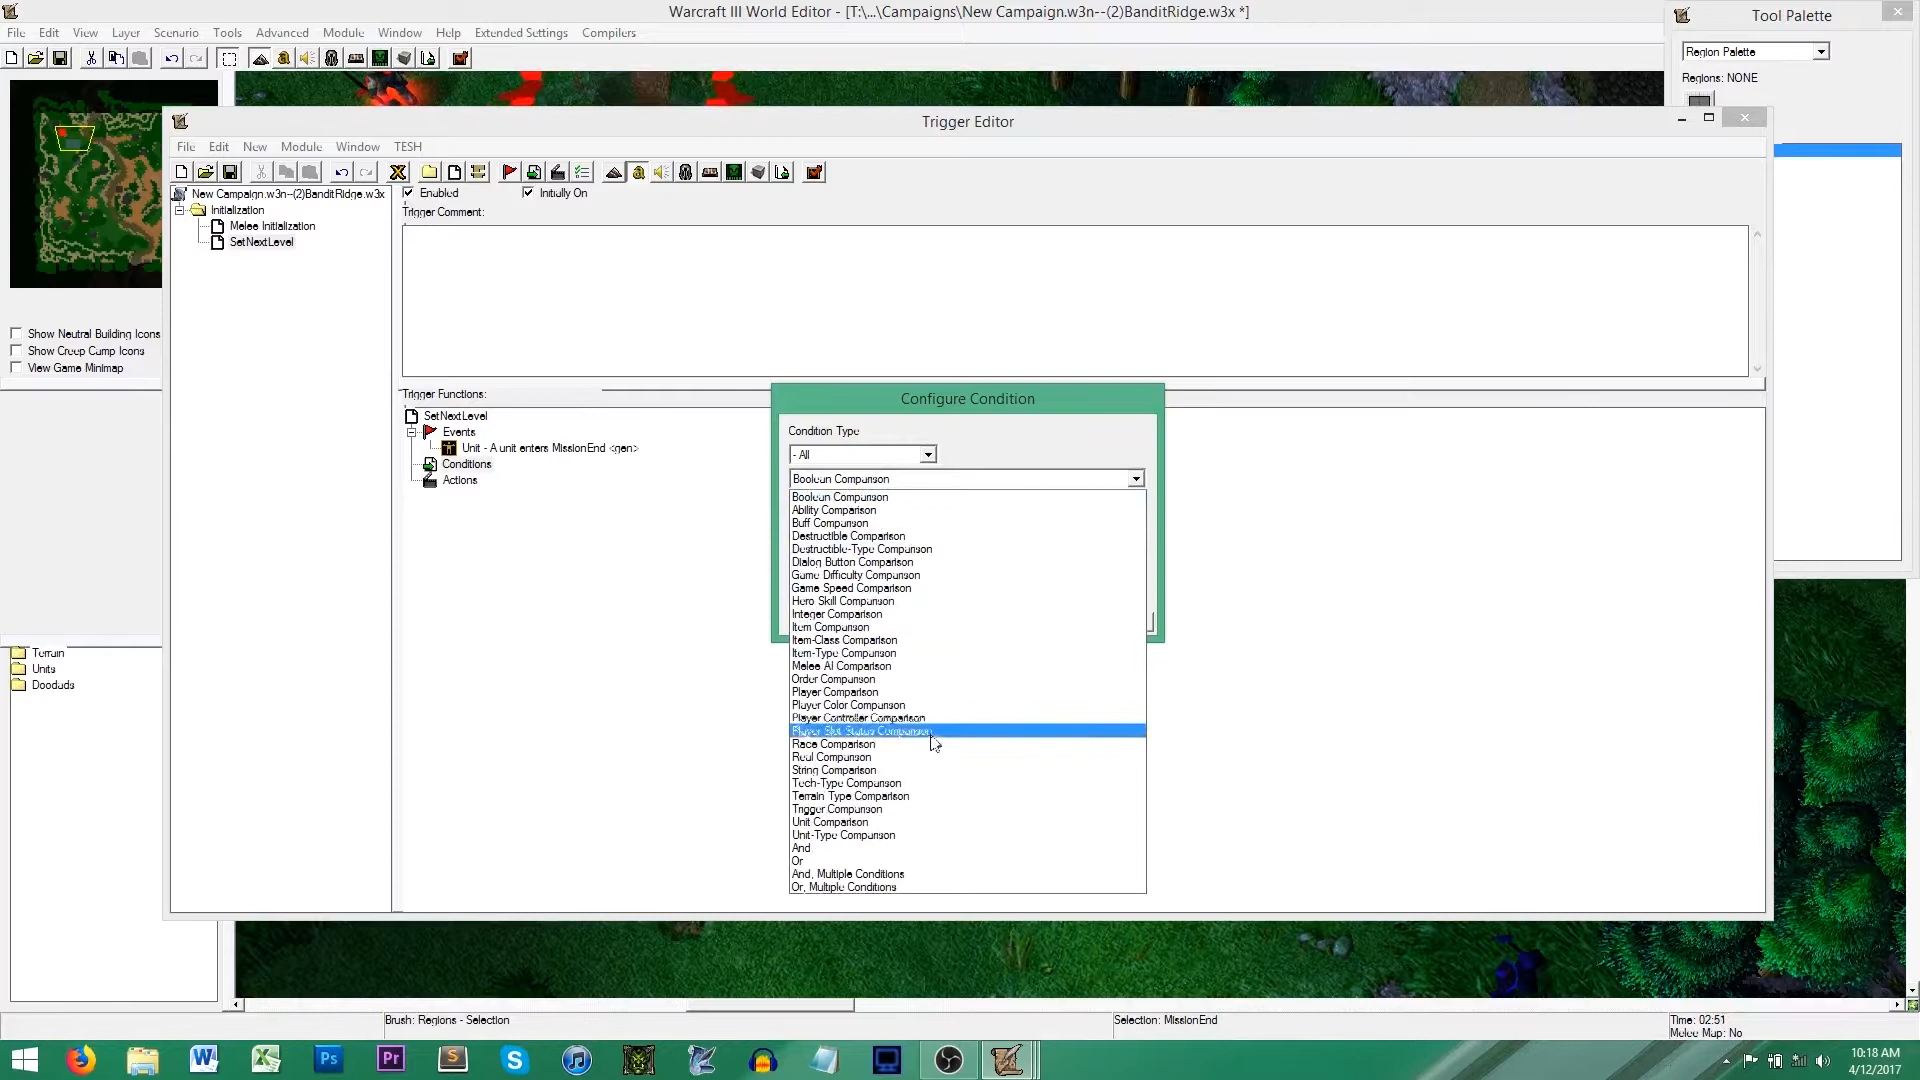 Warcraft III World Editor - [T:\...\Campaigns\New Campaign.w3n--(2)BanditRidge.w3x *]
Tool Palette
File Edit View Layer Scenario Tools Advanced Module Window Help Extended Settings Compilers
Region Palette
Regions: NONE
Trigger Editor
File Edit New Module Window TESH
New Campaign.w3n--(2)BanditRidge.w3x
Initialization
Melee Initialization
SetNextLevel
Enabled
Initially On
Trigger Comment:
Show Neutral Building Icons
Show Creep Camp Icons
View Game Minimap
Trigger Functions:
SetNextLevel
Events
Unit - A unit enters MissionEnd <gen>
Conditions
Actions
Configure Condition
Condition Type
- All
Boolean Comparison
Boolean Comparison
Ability Comparison
Buff Comparison
Destructible Comparison
Destructible-Type Comparison
Dialog Button Comparison
Game Difficulty Comparison
Game Speed Comparison
Hero Skill Comparison
Integer Comparison
Item Comparison
Item-Class Comparison
Item-Type Comparison
Melee AI Comparison
Order Comparison
Player Comparison
Player Color Comparison
Player Controller Comparison
Player Slot Status Comparison
Race Comparison
Real Comparison
String Comparison
Tech-Type Comparison
Terrain Type Comparison
Trigger Comparison
Unit Comparison
Unit-Type Comparison
And
Or
And, Multiple Conditions
Or, Multiple Conditions
Terrain
Units
Doodads
Brush: Regions - Selection
Selection: MissionEnd
Time: 02:51
Melee Map: No
10:18 AM
4/12/2017